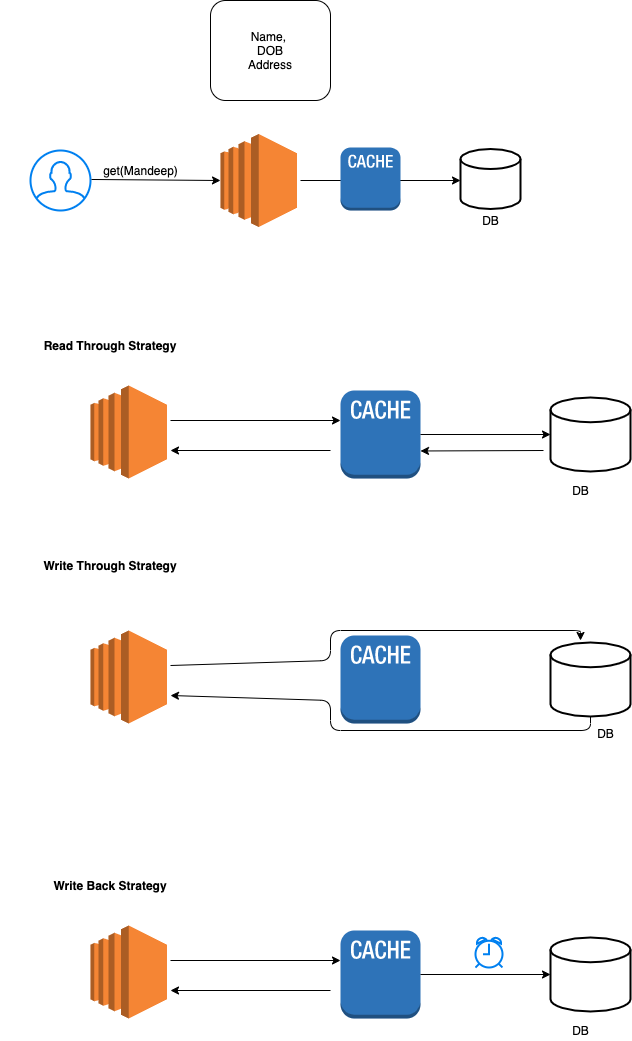 Name,
DOB
Address
get(Mandeep)
CACHE
DB
Read Through Strategy
CACHE
DB
Write Through Strategy
CACHE
DB
Write Back Strategy
CACHE
DB